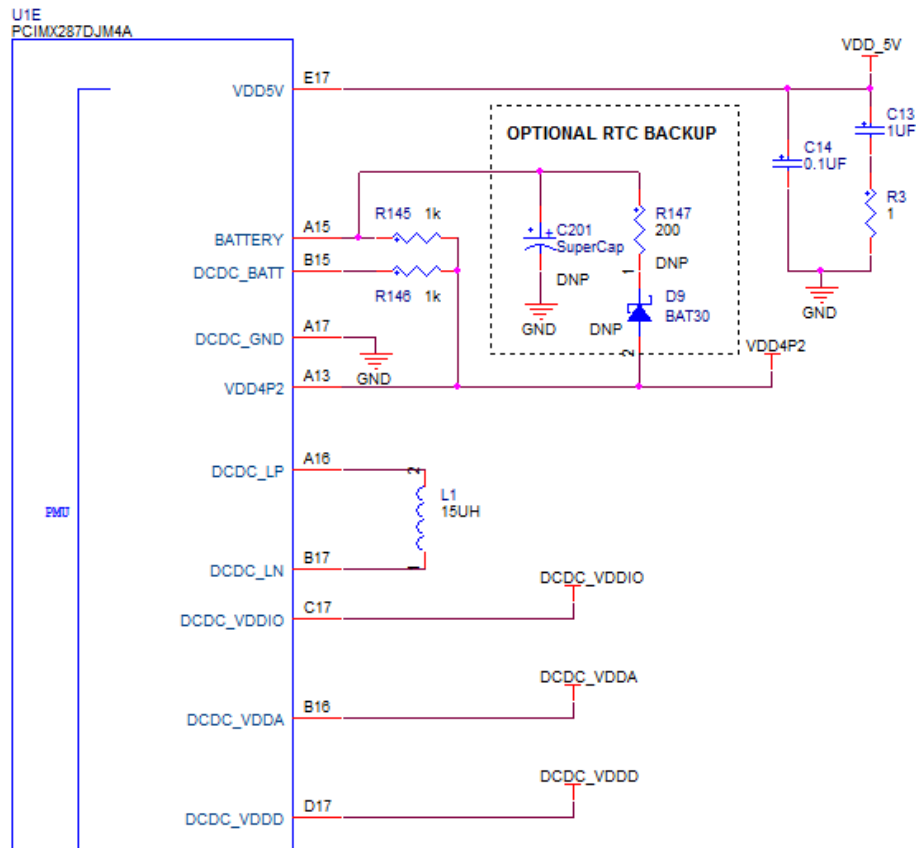 U1E
PCIMX287DJM4A
VDD5V
E17
VDD_5V
OPTIONAL RTC BACKUP
C13
1UF
C14
0.1UF
R3
1
R145 1k
A15
BATTERY
B15
DCDC_BATT
R146 1k
C201
SuperCap
DNP
GND
R147
200
DNP
1
D9
BAT30
DNP
2
GND
A17
DCDC_GND
GND
A13
VDD4P2
VDD4P2
A16
DCDC_LP
2
L1
15UH
1
PMU
B17
DCDC_LN
DCDC_VDDIO
C17
DCDC_VDDIO
DCDC_VDDA
B16
DCDC_VDDA
DCDC_VDDD
D17
DCDC_VDDD